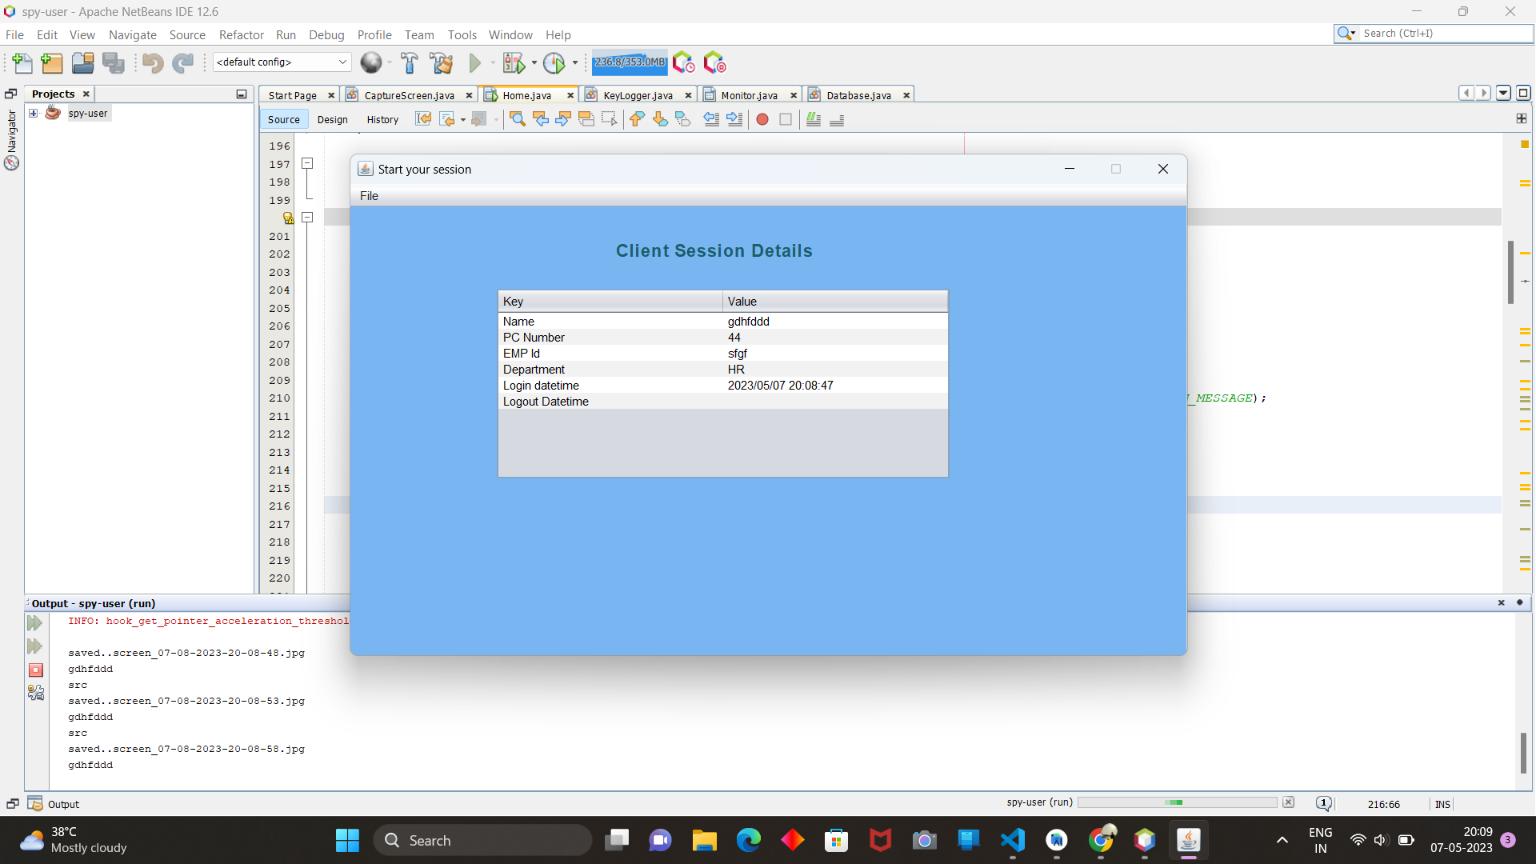 spy-user - Apache NetBeans IDE 12.6
File Edit View Navigate Source Refactor Run Debug Profile Team Tools Window Help
Search (Ctrl+I)
<default config>
236.8/353.0MB
Projects
Start Page CaptureScreen.java Home.java KeyLogger.java Monitor.java Database.java
Navigator
spy-user
Source Design History
196
197
198
199
201
202
203
204
205
206
207
208
209
210
_MESSAGE);
211
212
213
214
215
216
217
218
219
220
Start your session
File
Client Session Details
Key Value
Name gdhfddd
PC Number 44
EMP Id sfgf
Department HR
Login datetime 2023/05/07 20:08:47
Logout Datetime
Output - spy-user (run)
INFO: hook_get_pointer_acceleration_threshol
saved..screen_07-08-2023-20-08-48.jpg
gdhfddd
src
saved..screen_07-08-2023-20-08-53.jpg
gdhfddd
src
saved..screen_07-08-2023-20-08-58.jpg
gdhfddd
Output
spy-user (run)
1
216:66
INS
38°C
Mostly cloudy
Search
ENG
IN
20:09
07-05-2023
3